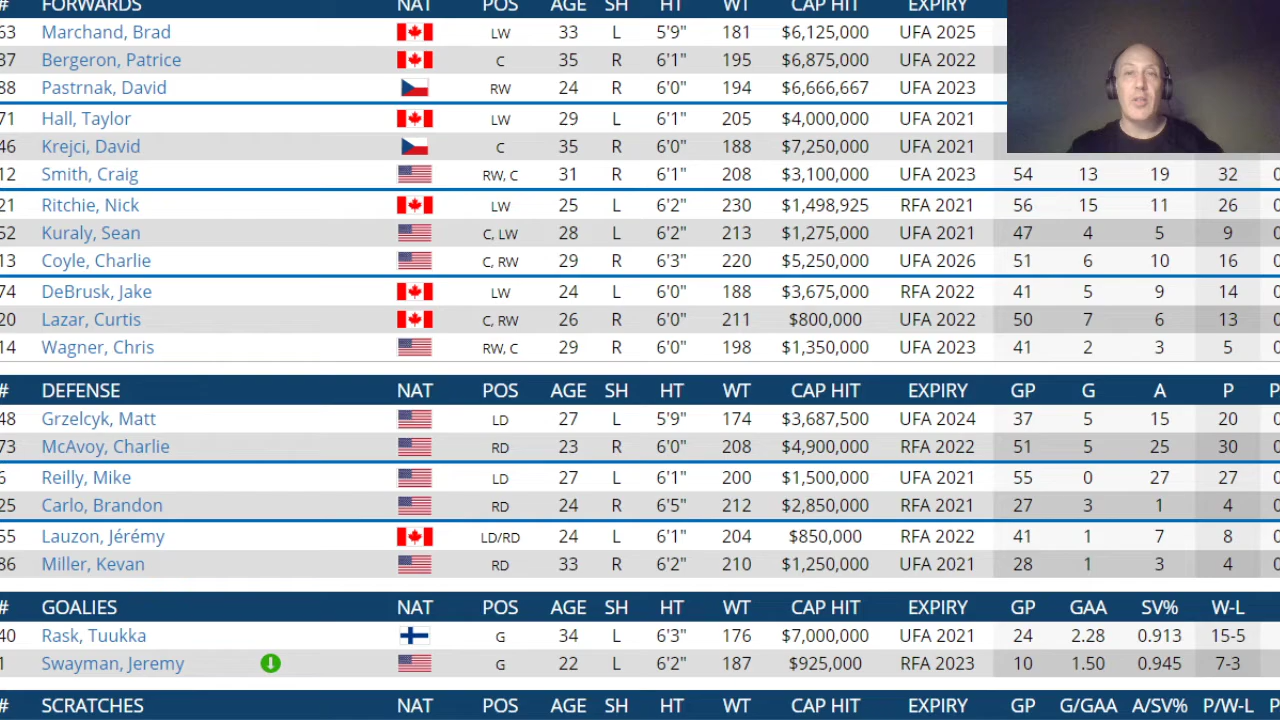 # FORWARDS NAT POS AGE SH HT WT CAP HIT EXPIRY
63 Marchand, Brad LW 33 L 5'9" 181 $6,125,000 UFA 2025
37 Bergeron, Patrice C 35 R 6'1" 195 $6,875,000 UFA 2022
88 Pastrnak, David RW 24 R 6'0" 194 $6,666,667 UFA 2023
71 Hall, Taylor LW 29 L 6'1" 205 $4,000,000 UFA 2021
46 Krejci, David C 35 R 6'0" 188 $7,250,000 UFA 2021
12 Smith, Craig RW, C 31 R 6'1" 208 $3,100,000 UFA 2023 54 13 19 32 0
21 Ritchie, Nick LW 25 L 6'2" 230 $1,498,925 RFA 2021 56 15 11 26 0
52 Kuraly, Sean C, LW 28 L 6'2" 213 $1,275,000 UFA 2021 47 4 5 9 0
13 Coyle, Charlie C, RW 29 R 6'3" 220 $5,250,000 UFA 2026 51 6 10 16 0
74 DeBrusk, Jake LW 24 L 6'0" 188 $3,675,000 RFA 2022 41 5 9 14 0
20 Lazar, Curtis C, RW 26 R 6'0" 211 $800,000 UFA 2022 50 7 6 13 0
14 Wagner, Chris RW, C 29 R 6'0" 198 $1,350,000 UFA 2023 41 2 3 5 0
# DEFENSE NAT POS AGE SH HT WT CAP HIT EXPIRY GP G A P P
48 Grzelcyk, Matt LD 27 L 5'9" 174 $3,687,500 UFA 2024 37 5 15 20
73 McAvoy, Charlie RD 23 R 6'0" 208 $4,900,000 RFA 2022 51 5 25 30
6 Reilly, Mike LD 27 L 6'1" 200 $1,500,000 UFA 2021 55 0 27 27
25 Carlo, Brandon RD 24 R 6'5" 212 $2,850,000 RFA 2021 27 3 1 4
55 Lauzon, Jérémy LD/RD 24 L 6'1" 204 $850,000 RFA 2022 41 1 7 8
86 Miller, Kevan RD 33 R 6'2" 210 $1,250,000 UFA 2021 28 1 3 4
# GOALIES NAT POS AGE SH HT WT CAP HIT EXPIRY GP GAA SV% W-L
40 Rask, Tuukka G 34 L 6'3" 176 $7,000,000 UFA 2021 24 2.28 0.913 15-5
1 Swayman, Jeremy G 22 L 6'2" 187 $925,000 RFA 2023 10 1.50 0.945 7-3
# SCRATCHES NAT POS AGE SH HT WT CAP HIT EXPIRY GP G/GAA A/SV% P/W-L P